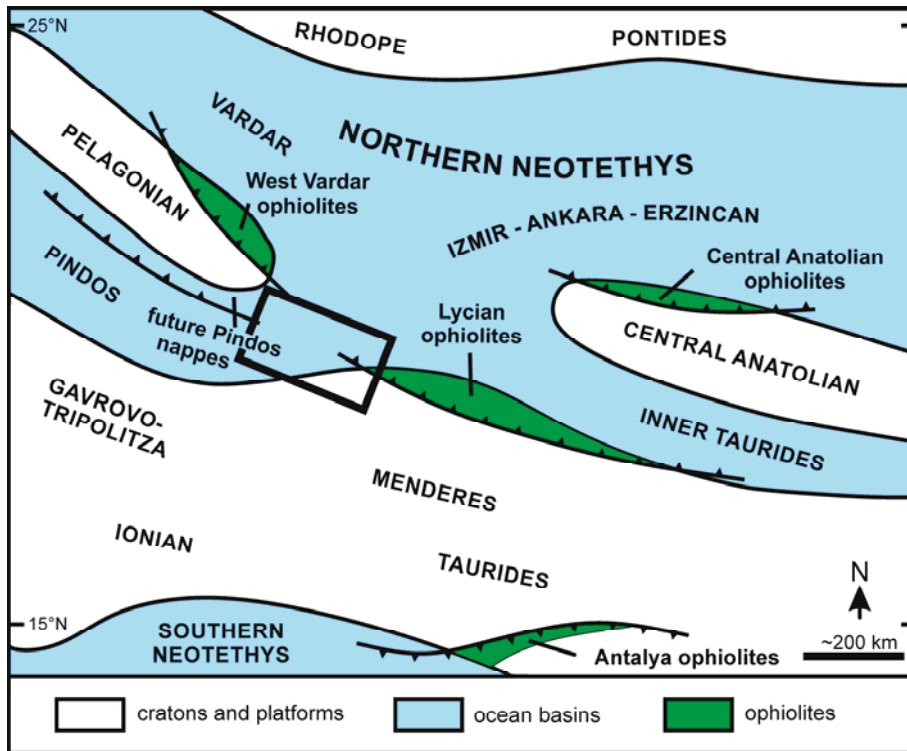 25°N
RHODOPE
PONTIDES
VARDAR
NORTHERN NEOTETHYS
PELAGONIAN
West Vardar
ophiolites
IZMIR - ANKARA - ERZINCAN
Central Anatolian
ophiolites
PINDOS
future Pindos
nappes
Lycian
ophiolites
CENTRAL ANATOLIAN
GAVROVO-
TRIPOLITZA
INNER TAURIDES
MENDERES
IONIAN
TAURIDES
N
15°N
SOUTHERN
NEOTETHYS
Antalya ophiolites
~200 km
cratons and platforms
ocean basins
ophiolites